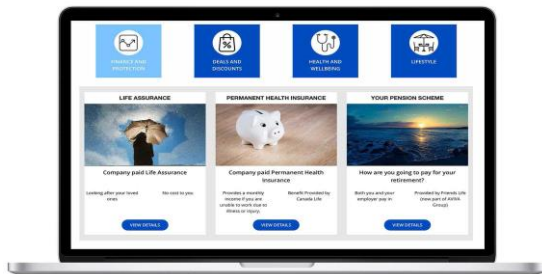 FINANCE AND
PROTECTION
DEALS AND
DISCOUNTS
HEALTH AND
WELLBEING
LIFESTYLE
LIFE ASSURANCE
Company paid Life Assurance
Looking after your loved
ones
No cost to you
VIEW DETAILS
PERMANENT HEALTH INSURANCE
Company paid Permanent Health
Insurance
Provides a monthly
income if you are
unable to work due to
illness or injury.
Benefit Provided by
Canada Life
VIEW DETAILS
YOUR PENSION SCHEME
How are you going to pay for your
retirement?
Both you and your
employer pay in
Provided by Friends Life
(now part of AVIVA
Group)
VIEW DETAILS